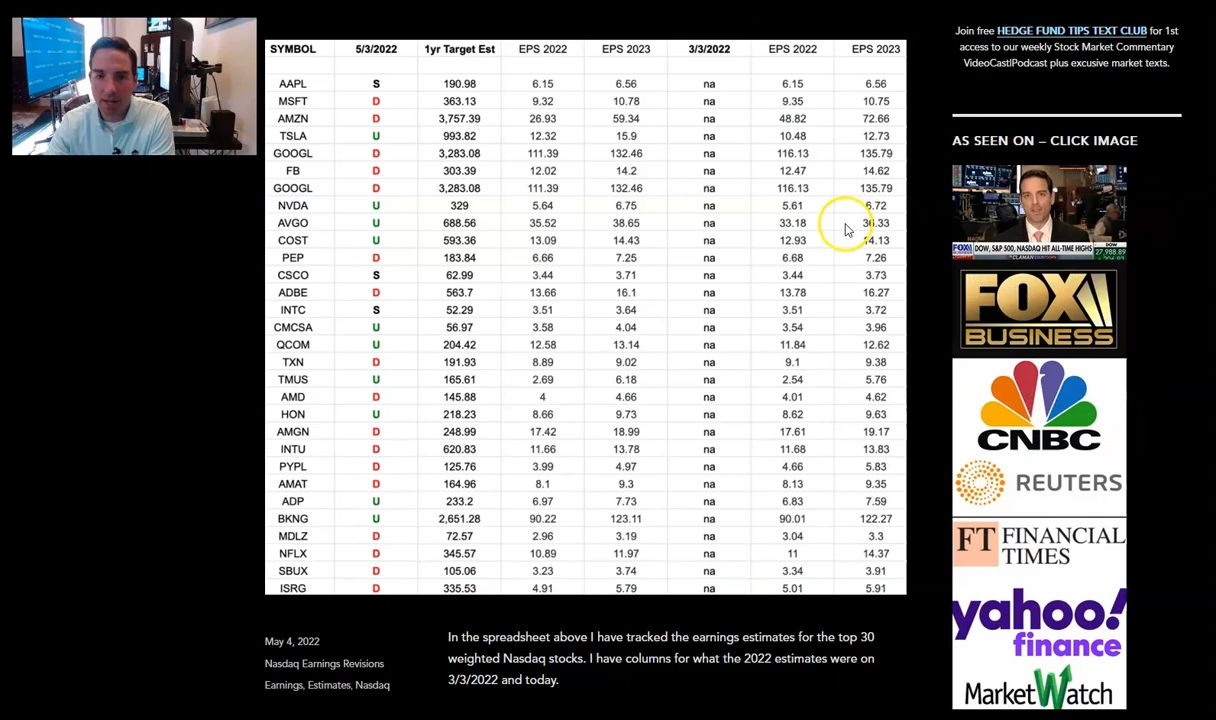 SYMBOL 5/3/2022 1yr Target Est EPS 2022 EPS 2023 3/3/2022 EPS 2022 EPS 2023
AAPL S 190.98 6.15 6.56 na 6.15 6.56
MSFT D 363.13 9.32 10.78 na 9.35 10.75
AMZN D 3,757.39 26.93 59.34 na 48.82 72.66
TSLA U 993.82 12.32 15.9 na 10.48 12.73
GOOGL D 3,283.08 111.39 132.46 na 116.13 135.79
FB D 303.39 12.02 14.2 na 12.47 14.62
GOOGL D 3,283.08 111.39 132.46 na 116.13 135.79
NVDA U 329 5.64 6.75 na 5.61 6.72
AVGO U 688.56 35.52 38.65 na 33.18 36.33
COST U 593.36 13.09 14.43 na 12.93 14.13
PEP D 183.84 6.66 7.25 na 6.68 7.26
CSCO S 62.99 3.44 3.71 na 3.44 3.73
ADBE D 563.7 13.66 16.1 na 13.78 16.27
INTC S 52.29 3.51 3.64 na 3.51 3.72
CMCSA U 56.97 3.58 4.04 na 3.54 3.96
QCOM U 204.42 12.58 13.14 na 11.84 12.62
TXN D 191.93 8.89 9.02 na 9.1 9.38
TMUS U 165.61 2.69 6.18 na 2.54 5.76
AMD D 145.88 4 4.66 na 4.01 4.62
HON U 218.23 8.66 9.73 na 8.62 9.63
AMGN D 248.99 17.42 18.99 na 17.61 19.17
INTU D 620.83 11.66 13.78 na 11.68 13.83
PYPL D 125.76 3.99 4.97 na 4.66 5.83
AMAT D 164.96 8.1 9.3 na 8.13 9.35
ADP U 233.2 6.97 7.73 na 6.83 7.59
BKNG U 2,651.28 90.22 123.11 na 90.01 122.27
MDLZ D 72.57 2.96 3.19 na 3.04 3.3
NFLX D 345.57 10.89 11.97 na 11 14.37
SBUX D 105.06 3.23 3.74 na 3.34 3.91
ISRG D 335.53 4.91 5.79 na 5.01 5.91
May 4, 2022
Nasdaq Earnings Revisions
Earnings, Estimates, Nasdaq
In the spreadsheet above I have tracked the earnings estimates for the top 30
weighted Nasdaq stocks. I have columns for what the 2022 estimates were on
3/3/2022 and today.
Join free HEDGE FUND TIPS TEXT CLUB for 1st
access to our weekly Stock Market Commentary
VideoCast|Podcast plus excusive market texts.
AS SEEN ON – CLICK IMAGE
DOW, S&P 500, NASDAQ HIT ALL-TIME HIGHS
DOW
27,988.89
FOX
BUSINESS
CNBC
REUTERS
FT FINANCIAL
TIMES
yahoo!
finance
MarketWatch